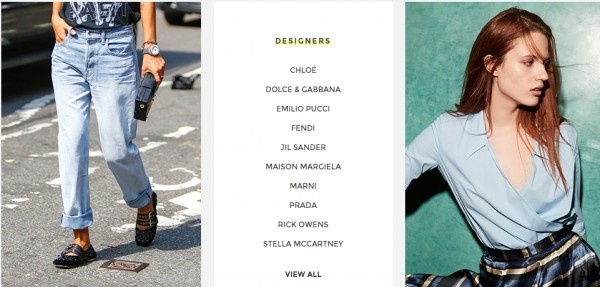 DESIGNERS
CHLOÉ
DOLCE & GABBANA
EMILIO PUCCI
FENDI
JIL SANDER
MAISON MARGIELA
MARNI
PRADA
RICK OWENS
STELLA MCCARTNEY
VIEW ALL